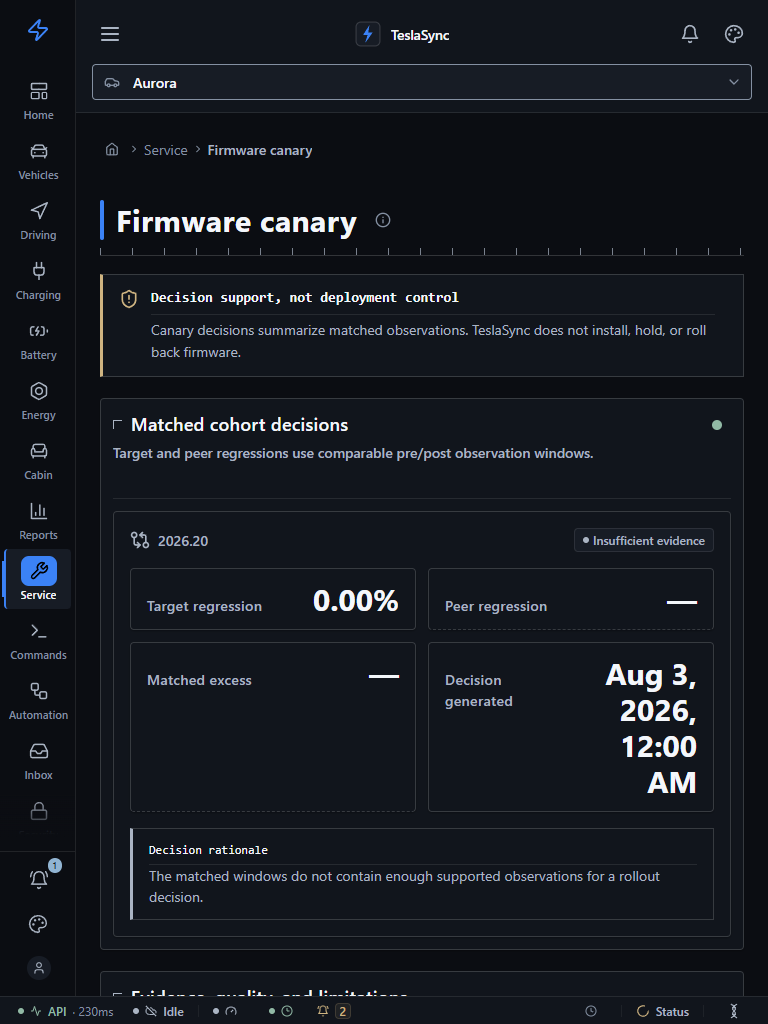 TeslaSync
Aurora
Home
Vehicles
Driving
Charging
Battery
Energy
Cabin
Reports
Service
Commands
Automation
Inbox
1
Service
Firmware canary
Firmware canary
Decision support, not deployment control
Canary decisions summarize matched observations. TeslaSync does not install, hold, or roll
back firmware.
Matched cohort decisions
Target and peer regressions use comparable pre/post observation windows.
2026.20
Insufficient evidence
Target regression
0.00%
Peer regression
—
Matched excess
—
Decision
generated
Aug 3,
2026,
12:00
AM
Decision rationale
The matched windows do not contain enough supported observations for a rollout
decision.
Evidence, quality, and limitations
API · 230ms
Idle
2
Status